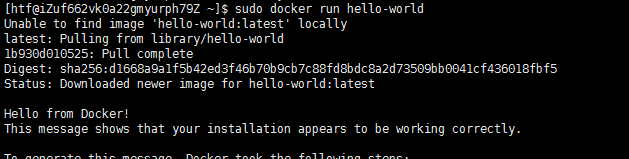 [htf@iZuf662vk0a22gmyurph79Z ~]$ sudo docker run hello-world
Unable to find image 'hello-world:latest' locally
latest: Pulling from library/hello-world
1b930d010525: Pull complete
Digest: sha256:d1668a9a1f5b42ed3f46b70b9cb7c88fd8bdc8a2d73509bb0041cf436018fbf5
Status: Downloaded newer image for hello-world:latest
Hello from Docker!
This message shows that your installation appears to be working correctly.
To generate this message, Docker took the following steps: